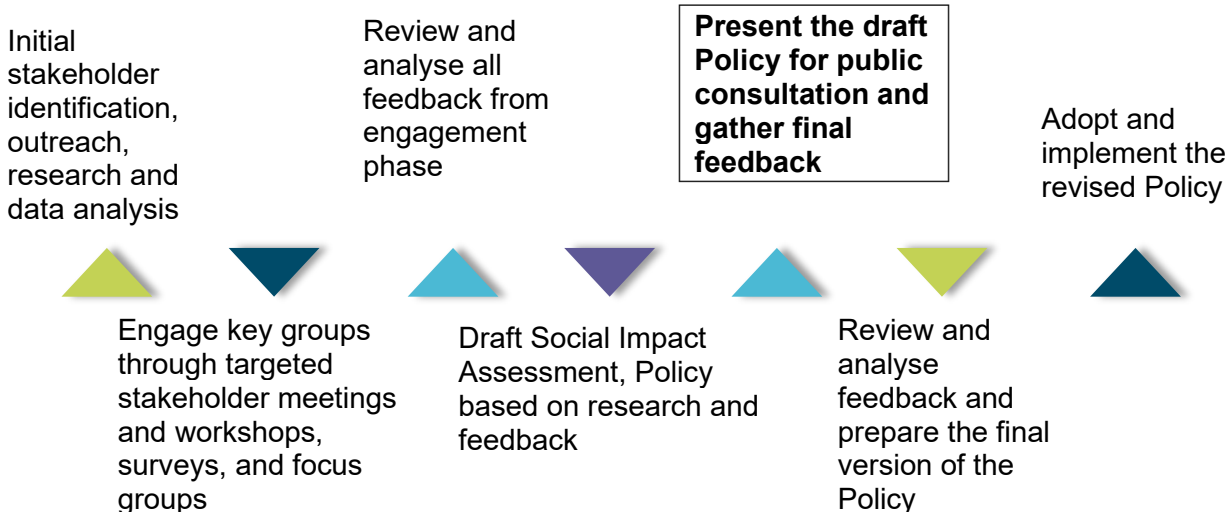 Initial
stakeholder
identification,
outreach,
research and
data analysis
Engage key groups
through targeted
stakeholder meetings
and workshops,
surveys, and focus
groups
Review and
analyse all
feedback from
engagement
phase
Draft Social Impact
Assessment, Policy
based on research and
feedback
Present the draft
Policy for public
consultation and
gather final
feedback
Review and
analyse
feedback and
prepare the final
version of the
Policy
Adopt and
implement the
revised Policy